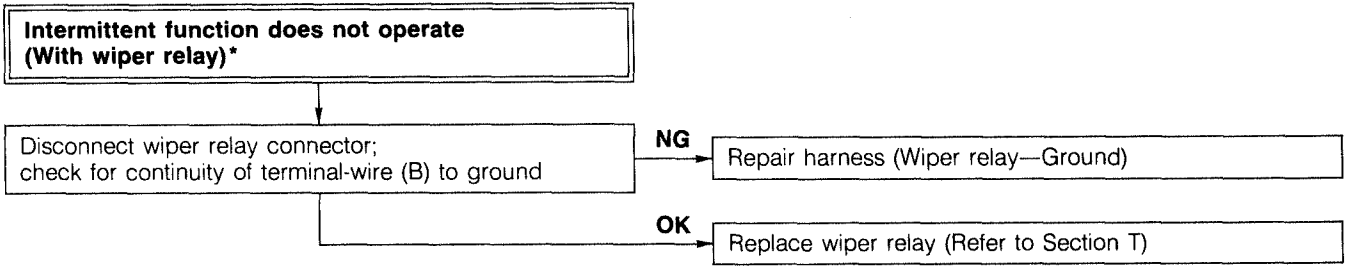 Intermittent function does not operate
(With wiper relay)*
Disconnect wiper relay connector;
check for continuity of terminal-wire (B) to ground
NG
Repair harness (Wiper relay—Ground)
OK
Replace wiper relay (Refer to Section T)